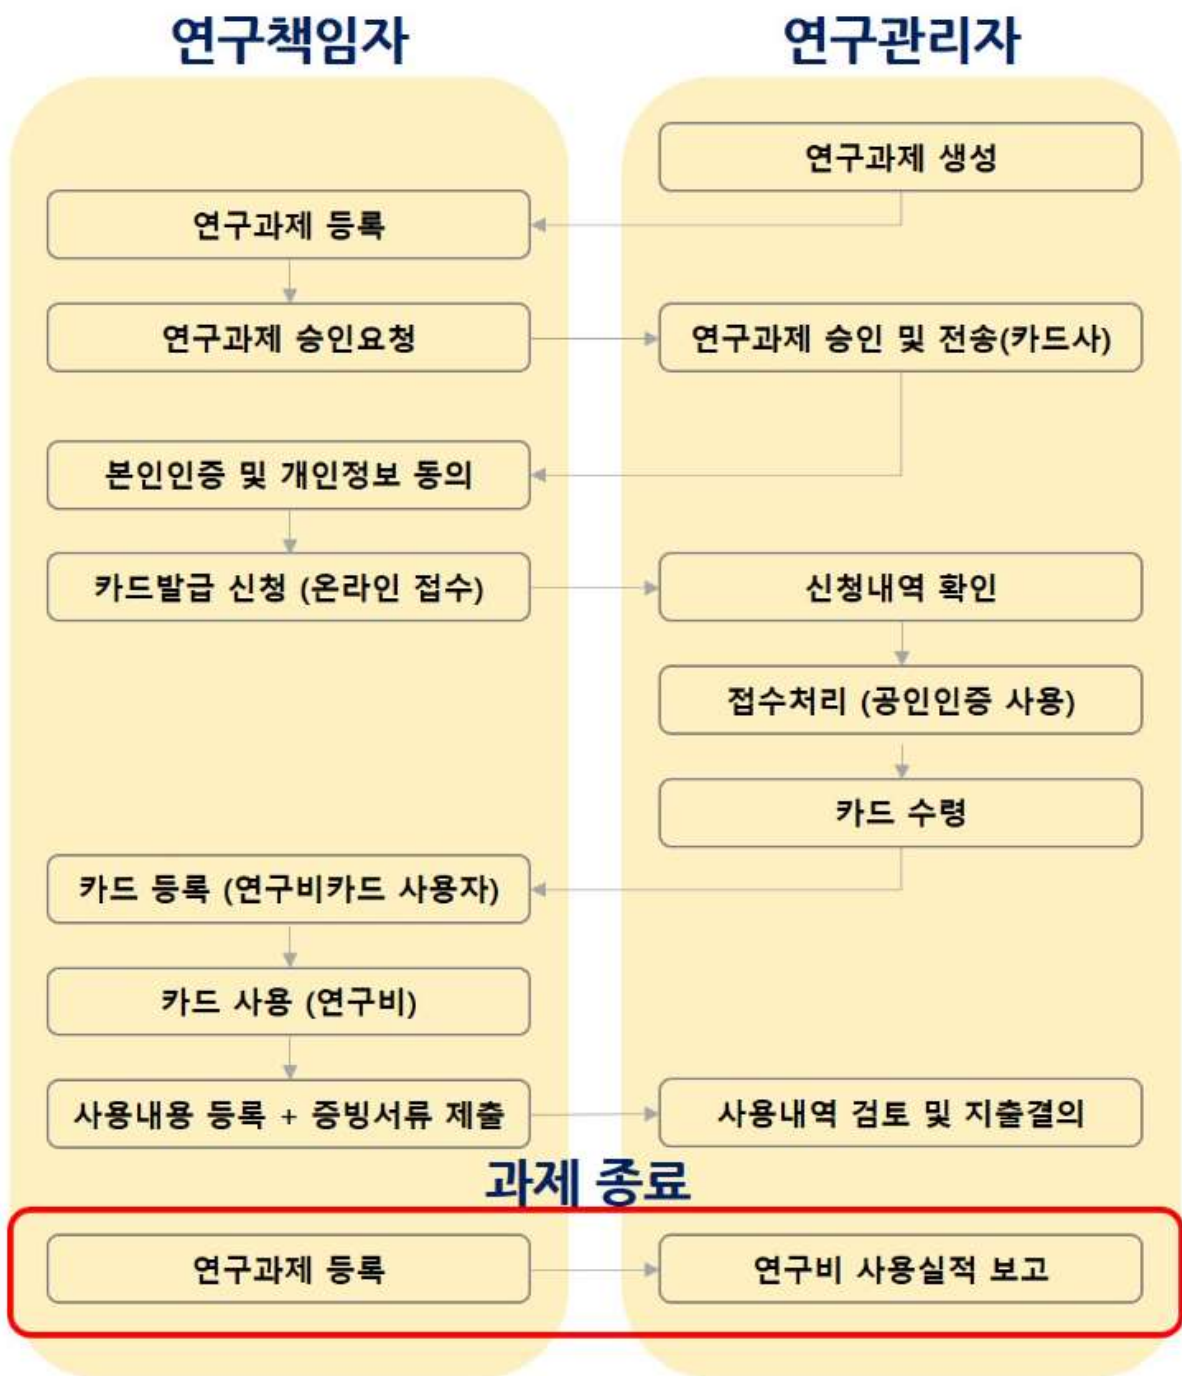 연구책임자
연구관리자
연구과제 생성
연구과제 등록
연구과제 승인요청
연구과제 승인 및 전송(카드사)
본인인증 및 개인정보 동의
카드발급 신청 (온라인 접수)
신청내역 확인
접수처리 (공인인증 사용)
카드 수령
카드 등록 (연구비카드 사용자)
카드 사용 (연구비)
사용내용 등록 + 증빙서류 제출
사용내역 검토 및 지출결의
과제 종료
연구과제 등록
연구비 사용실적 보고